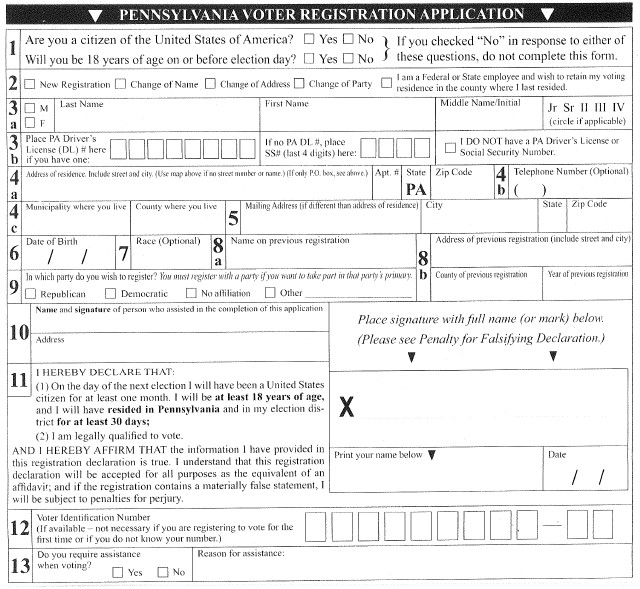 ▼ PENNSYLVANIA VOTER REGISTRATION APPLICATION ▼
1 Are you a citizen of the United States of America? Yes No
Will you be 18 years of age on or before election day? Yes No
If you checked “No” in response to either of
these questions, do not complete this form.
2 New Registration Change of Name Change of Address Change of Party I am a Federal or State employee and wish to retain my voting
residence in the county where I last resided.
3a M F Last Name First Name Middle Name/Initial Jr Sr II III IV
(circle if applicable)
3b Place PA Driver’s
License (DL) # here
if you have one:
If no PA DL #, place
SS# (last 4 digits) here:
I DO NOT have a PA Driver’s License or
Social Security Number.
4a Address of residence. Include street and city. (Use map above if no street number or name.) (If only P.O. box, see above.) Apt. # State Zip Code 4b Telephone Number (Optional)
PA ( )
4c Municipality where you live County where you live 5 Mailing Address (if different than address of residence) City State Zip Code
6 Date of Birth 7 Race (Optional) 8a Name on previous registration 8b Address of previous registration (include street and city)
/ /
County of previous registration Year of previous registration
9 In which party do you wish to register? You must register with a party if you want to take part in that party’s primary.
Republican Democratic No affiliation Other
10 Name and signature of person who assisted in the completion of this application
Address
Place signature with full name (or mark) below.
(Please see Penalty for Falsifying Declaration.)
▼ ▼
11 I HEREBY DECLARE THAT:
(1) On the day of the next election I will have been a United States
citizen for at least one month. I will be at least 18 years of age,
and I will have resided in Pennsylvania and in my election dis-
trict for at least 30 days;
(2) I am legally qualified to vote.
AND I HEREBY AFFIRM THAT the information I have provided in
this registration declaration is true. I understand that this registration
declaration will be accepted for all purposes as the equivalent of an
affidavit; and if the registration contains a materially false statement, I
will be subject to penalties for perjury.
X
Print your name below ▼ Date
/ /
12 Voter Identification Number
(If available – not necessary if you are registering to vote for the
first time or if you do not know your number.)
—
13 Do you require assistance
when voting?
Yes No
Reason for assistance: